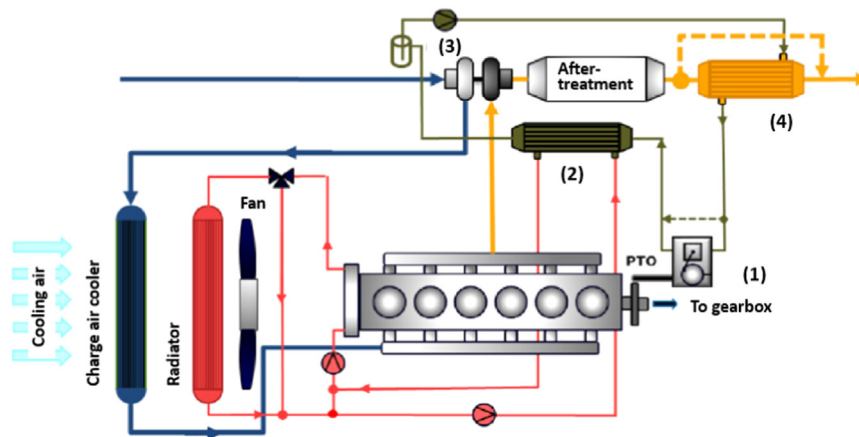 (3)
After-
treatment
(4)
(2)
Fan
Cooling air
Charge air cooler
Radiator
PTO
(1)
To gearbox